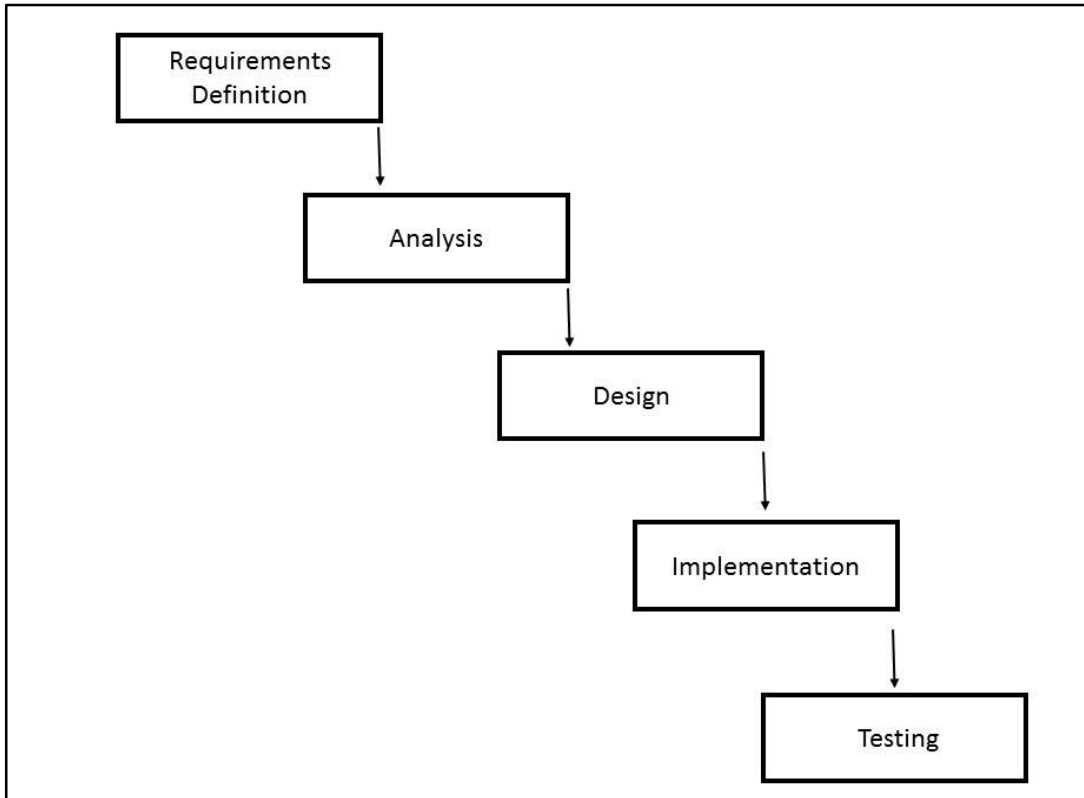 Requirements
Definition
Analysis
Design
Implementation
Testing